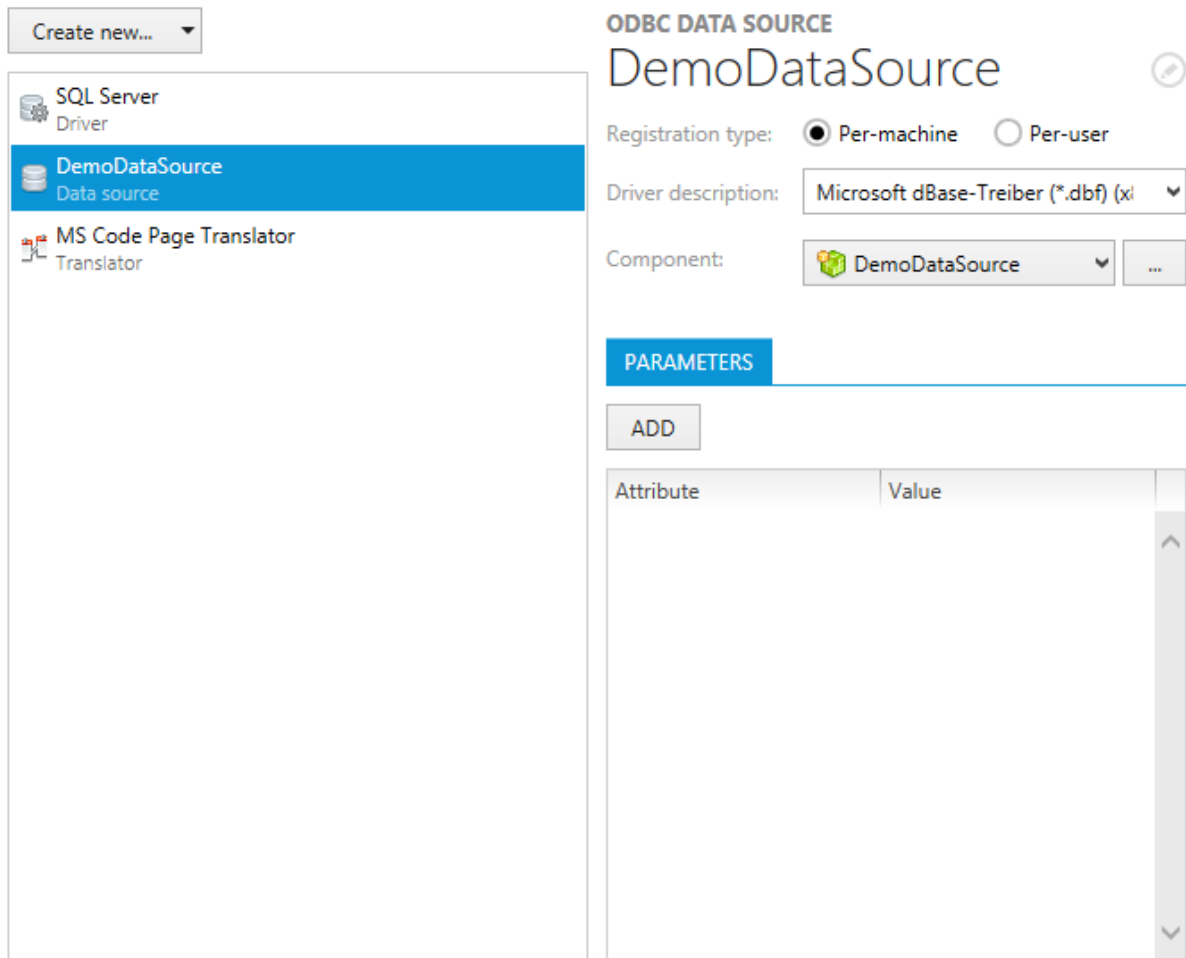 Create new...
SQL Server
Driver
DemoDataSource
Data source
MS Code Page Translator
Translator
ODBC DATA SOURCE
DemoDataSource
Registration type: Per-machine Per-user
Driver description: Microsoft dBase-Treiber (*.dbf)
Component: DemoDataSource ...
PARAMETERS
ADD
Attribute Value